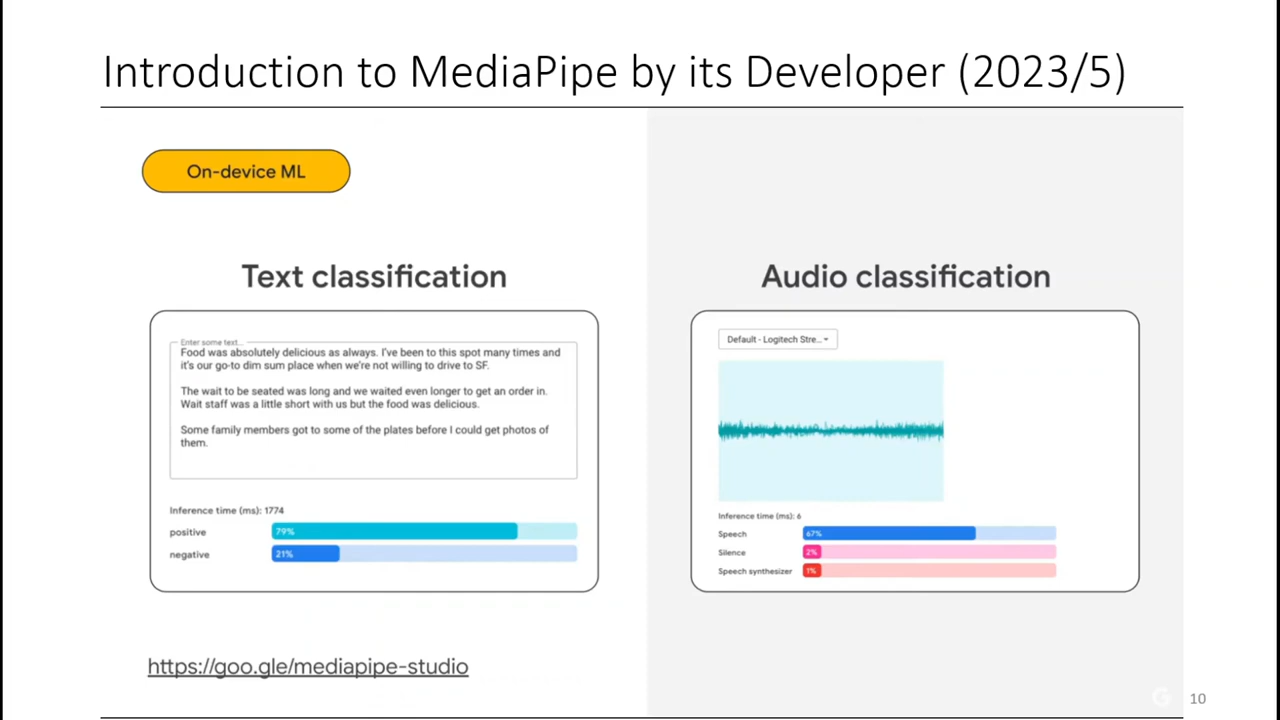 Introduction to MediaPipe by its Developer (2023/5)
On-device ML
Text classification
Enter some text...
Food was absolutely delicious as always. I've been to this spot many times and
it's our go-to dim sum place when we're not willing to drive to SF.
The wait to be seated was long and we waited even longer to get an order in.
Wait staff was a little short with us but the food was delicious.
Some family members got to some of the plates before I could get photos of
them.
Inference time (ms): 1774
positive 79%
negative 21%
Audio classification
Default - Logitech Stre...
Inference time (ms): 6
Speech 67%
Silence 2%
Speech synthesizer 1%
https://goo.gle/mediapipe-studio
G
10